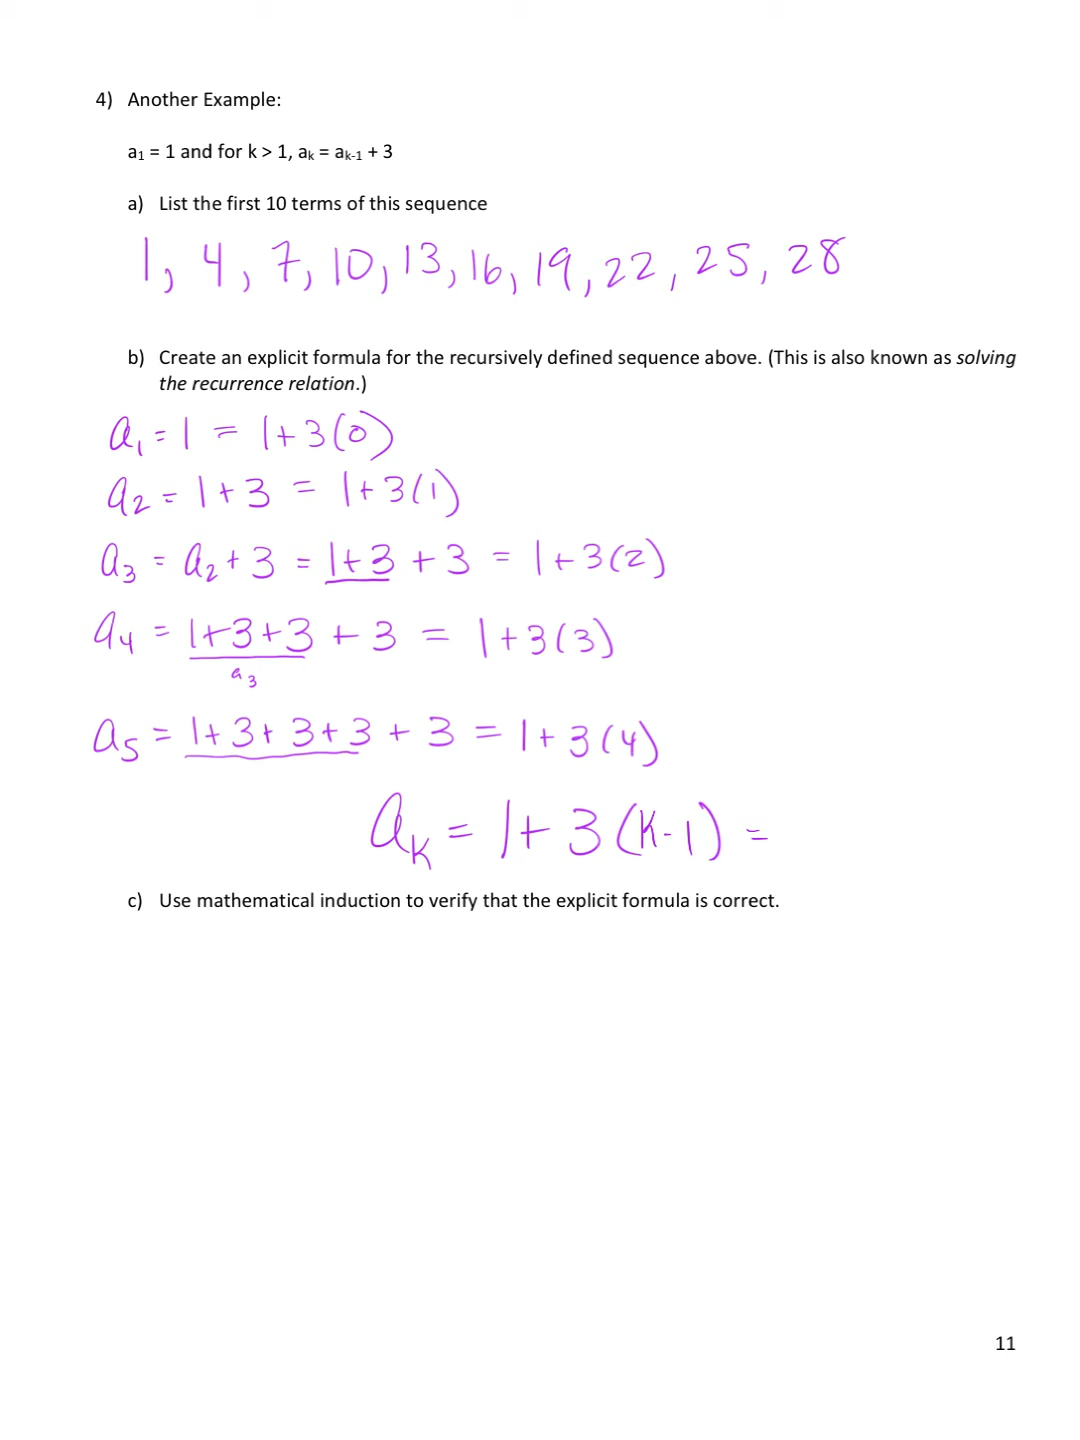 4) Another Example:
a₁ = 1 and for k > 1, aₖ = aₖ₋₁ + 3
a) List the first 10 terms of this sequence
1, 4, 7, 10, 13, 16, 19, 22, 25, 28
b) Create an explicit formula for the recursively defined sequence above. (This is also known as solving
the recurrence relation.)
a₁ = 1 = 1+3(0)
a₂ = 1+3 = 1+3(1)
a₃ = a₂+3 = 1+3+3 = 1+3(2)
a₄ = 1+3+3+3 = 1+3(3)
a₃
a₅ = 1+3+3+3+3 = 1+3(4)
aₖ = 1+3(k-1) =
c) Use mathematical induction to verify that the explicit formula is correct.
11